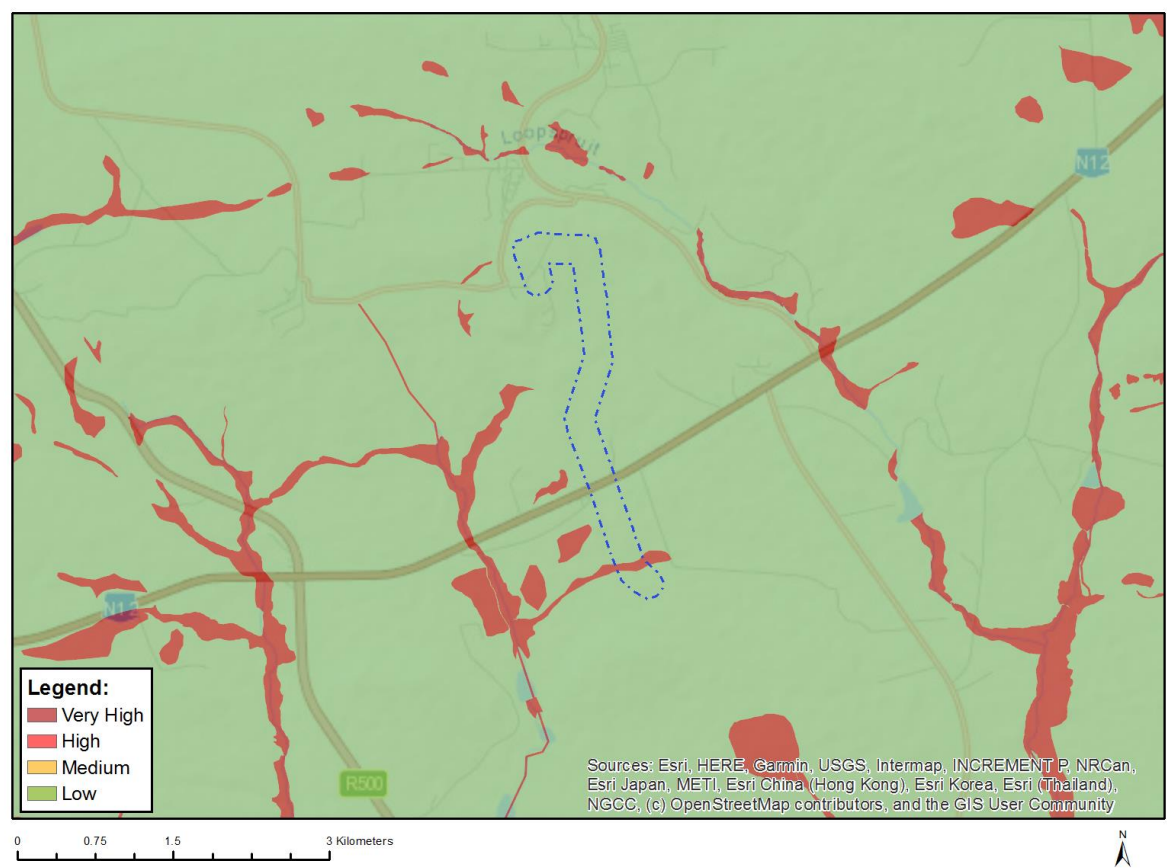 Loopspruit
N12
N12
R500
Legend:
Very High
High
Medium
Low
Sources: Esri, HERE, Garmin, USGS, Intermap, INCREMENT P, NRCan,
Esri Japan, METI, Esri China (Hong Kong), Esri Korea, Esri (Thailand),
NGCC, (c) OpenStreetMap contributors, and the GIS User Community
0 0.75 1.5 3 Kilometers
N